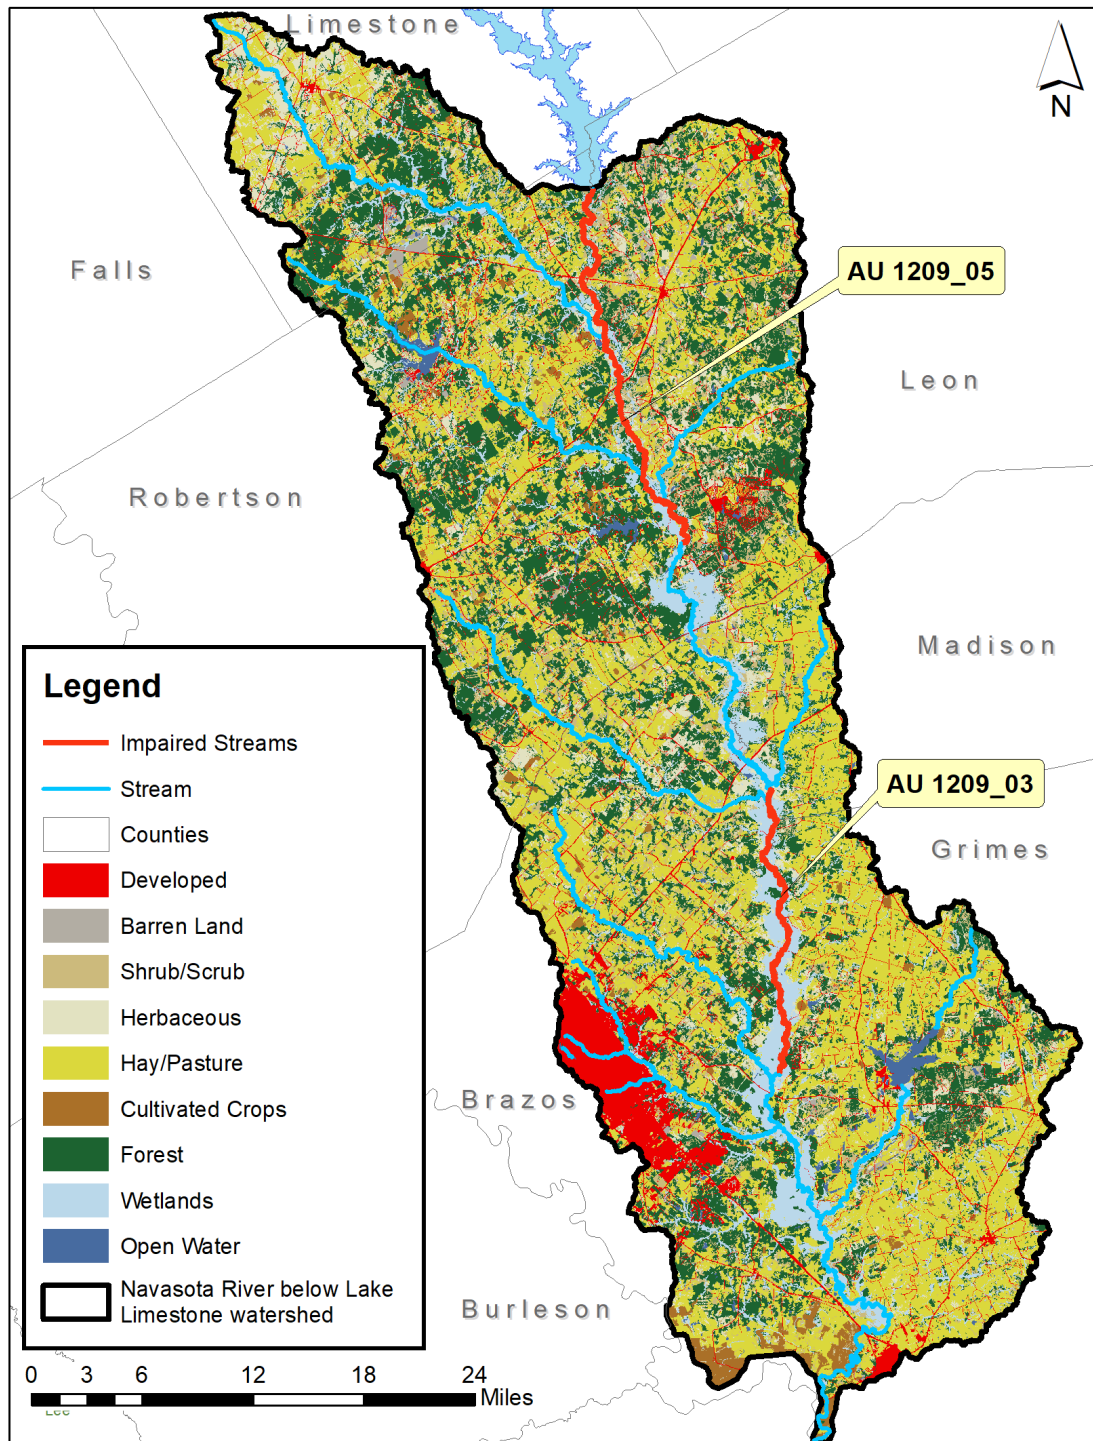 Limestone
N
Falls
AU 1209_05
Leon
Robertson
Madison
AU 1209_03
Grimes
Brazos
Burleson
Legend
Impaired Streams
Stream
Counties
Developed
Barren Land
Shrub/Scrub
Herbaceous
Hay/Pasture
Cultivated Crops
Forest
Wetlands
Open Water
Navasota River below Lake
Limestone watershed
0 3 6 12 18 24
Miles
Lee